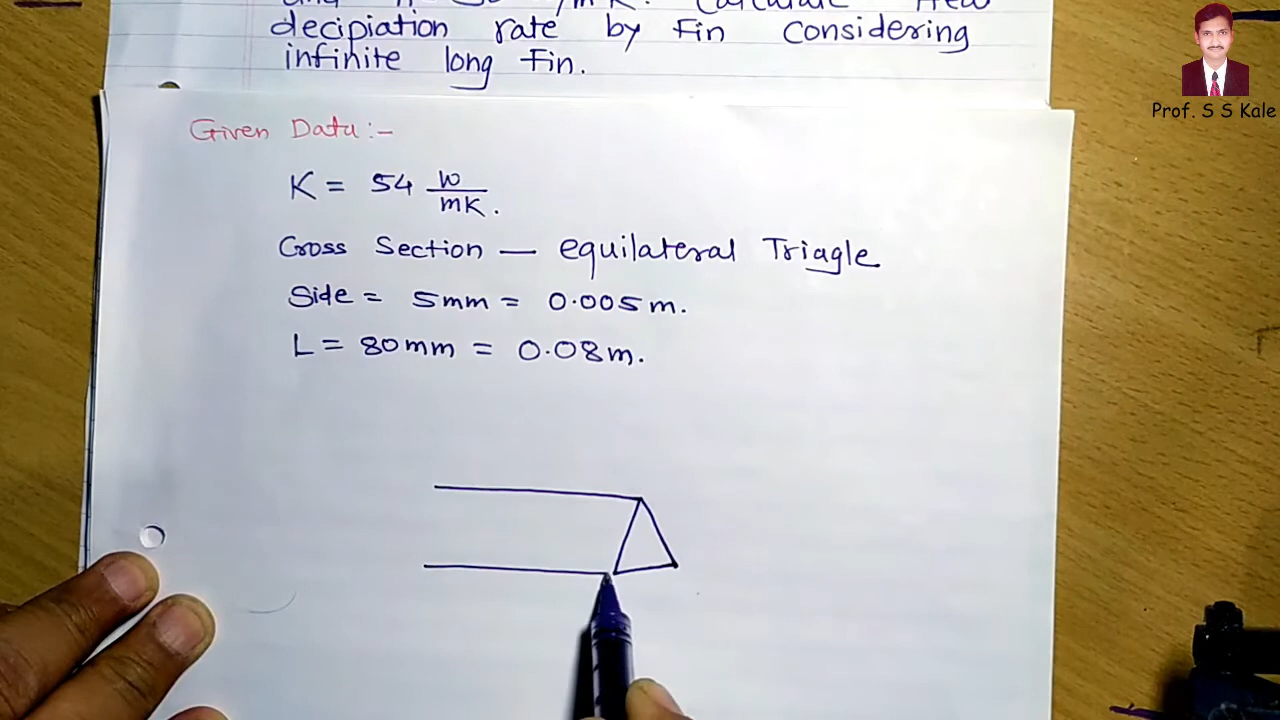 decipiation rate by Fin considering
infinite long Fin.
Prof. S S Kale
Given Data:-
K = 54 W/mK.
Cross Section — equilateral Triagle
Side = 5mm = 0.005m.
L = 80mm = 0.08m.